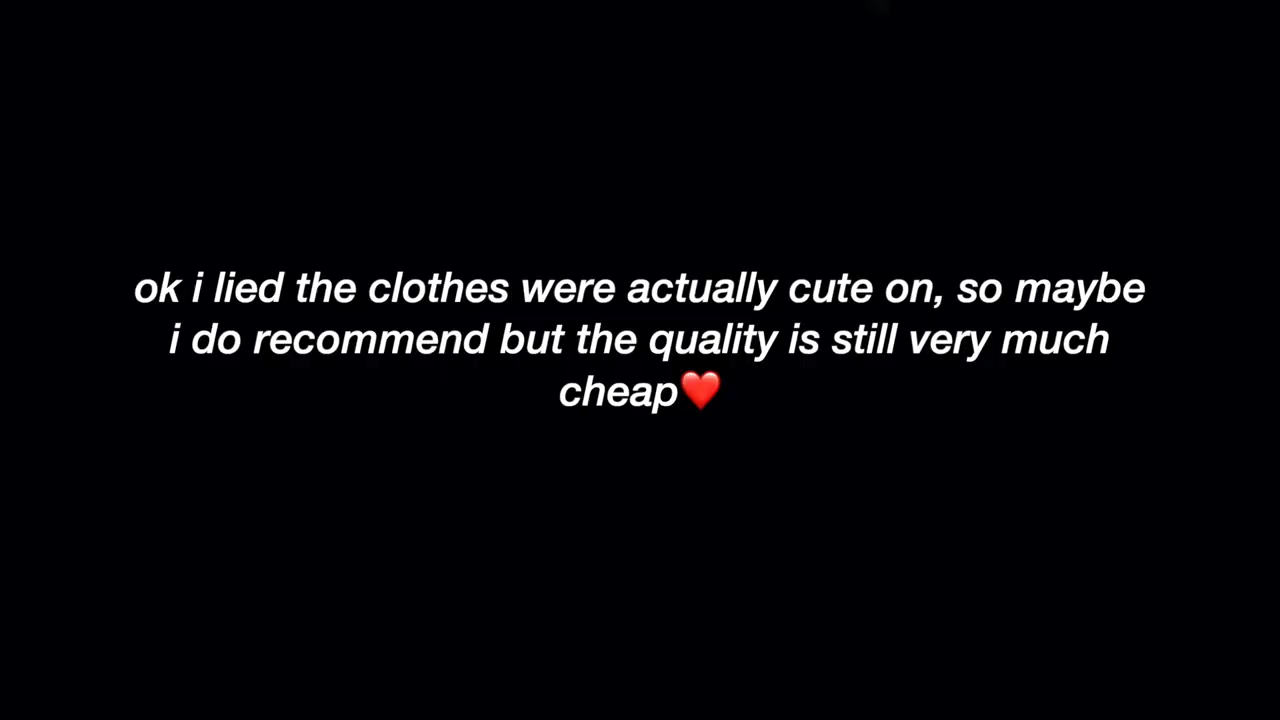 ok i lied the clothes were actually cute on, so maybe
i do recommend but the quality is still very much
cheap❤️